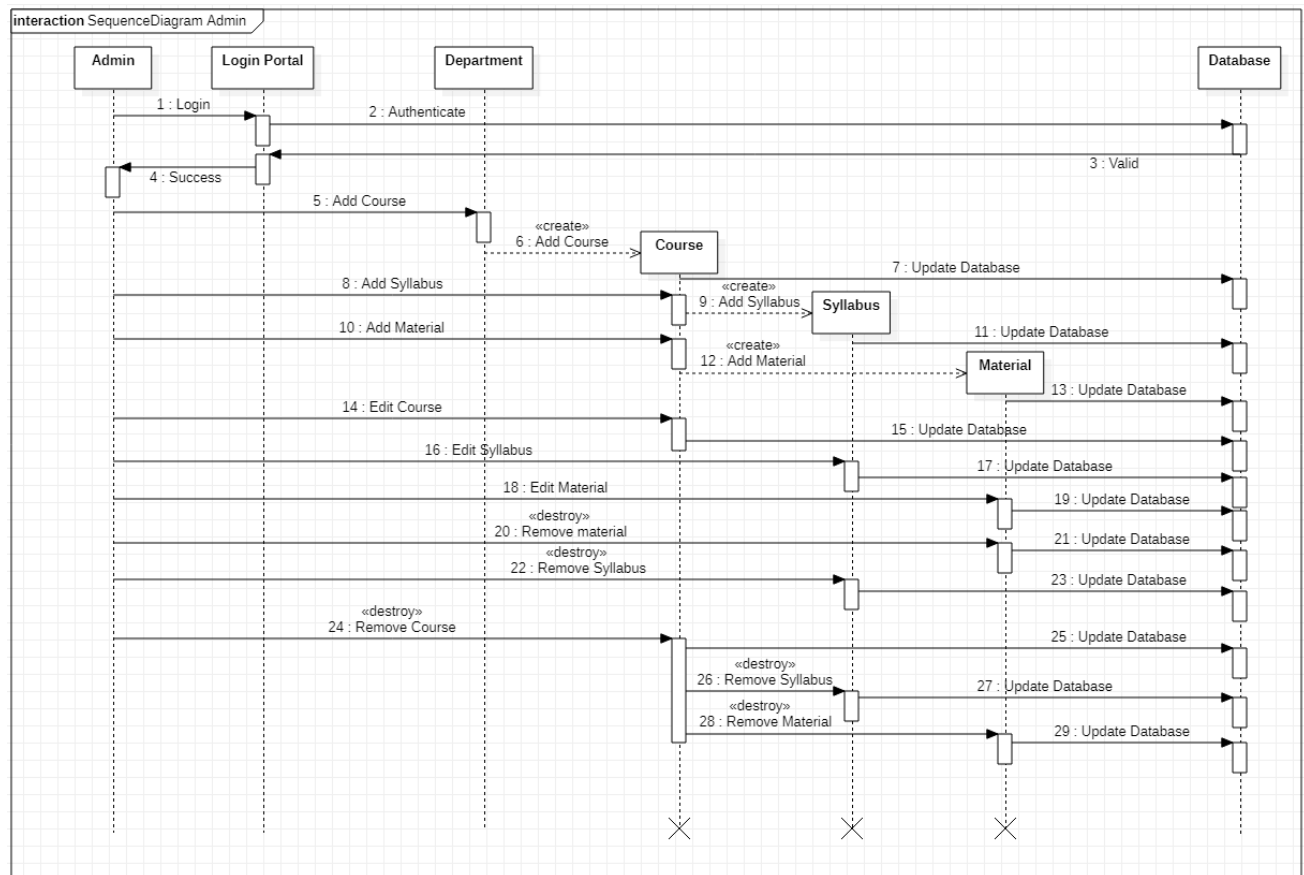 interaction SequenceDiagram Admin
Admin
Login Portal
Department
Database
1 : Login
2 : Authenticate
3 : Valid
4 : Success
5 : Add Course
«create»
6 : Add Course
Course
7 : Update Database
8 : Add Syllabus
«create»
9 : Add Syllabus
Syllabus
10 : Add Material
11 : Update Database
«create»
12 : Add Material
Material
13 : Update Database
14 : Edit Course
15 : Update Database
16 : Edit Syllabus
17 : Update Database
18 : Edit Material
19 : Update Database
«destroy»
20 : Remove material
21 : Update Database
«destroy»
22 : Remove Syllabus
23 : Update Database
«destroy»
24 : Remove Course
25 : Update Database
«destroy»
26 : Remove Syllabus
27 : Update Database
«destroy»
28 : Remove Material
29 : Update Database